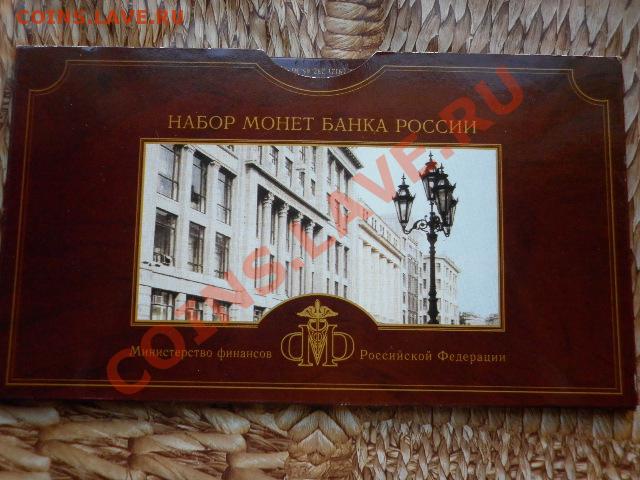 COINS.LAVE.RU
НАБОР МОНЕТ БАНКА РОССИИ
COINS.LAVE.RU
Министерство финансов
Российской Федерации